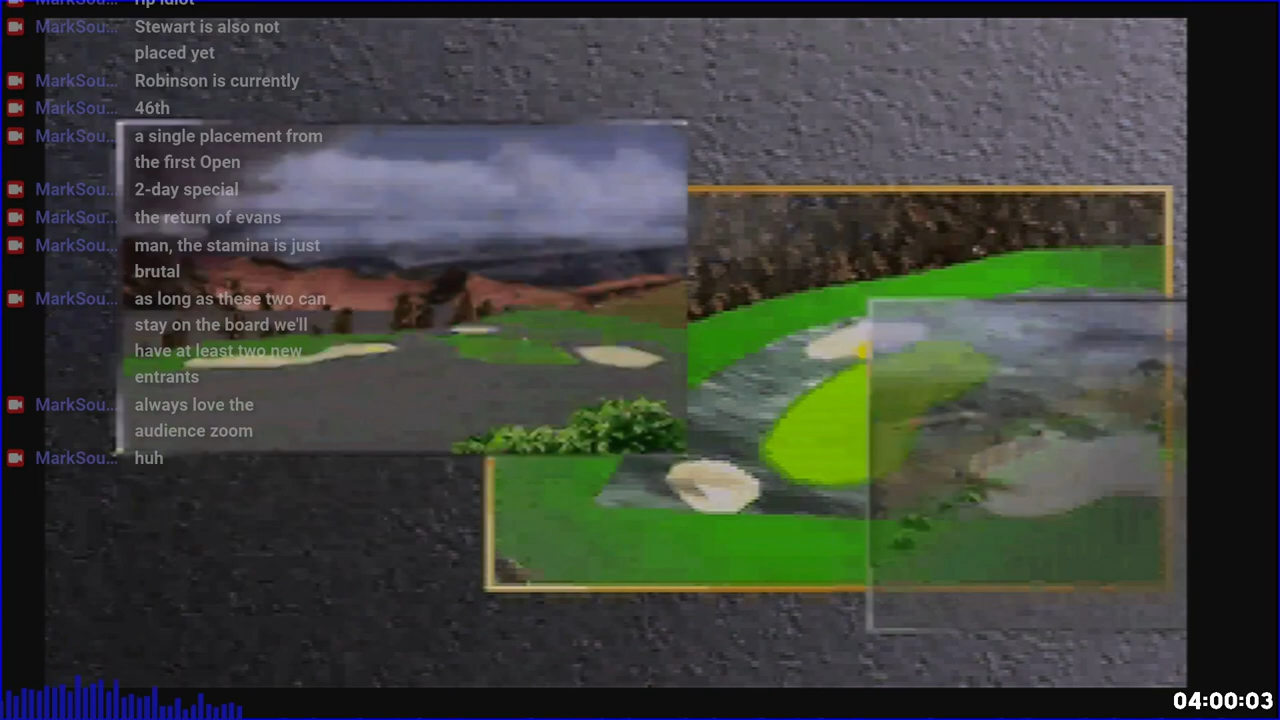 rip idiot
MarkSou... Stewart is also not
placed yet
MarkSou... Robinson is currently
MarkSou... 46th
MarkSou... a single placement from
the first Open
MarkSou... 2-day special
MarkSou... the return of evans
MarkSou... man, the stamina is just
brutal
MarkSou... as long as these two can
stay on the board we'll
have at least two new
entrants
MarkSou... always love the
audience zoom
MarkSou... huh
04:00:03